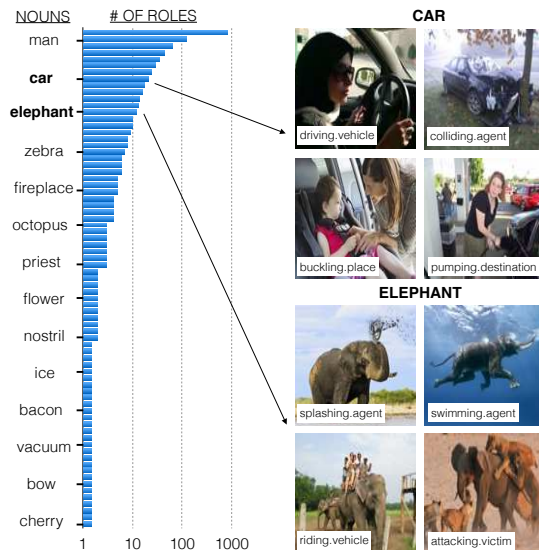 NOUNS
# OF ROLES
man
car
elephant
zebra
fireplace
octopus
priest
flower
nostril
ice
bacon
vacuum
bow
cherry
1 10 100 1000
CAR
driving.vehicle
colliding.agent
buckling.place
pumping.destination
ELEPHANT
splashing.agent
swimming.agent
riding.vehicle
attacking.victim